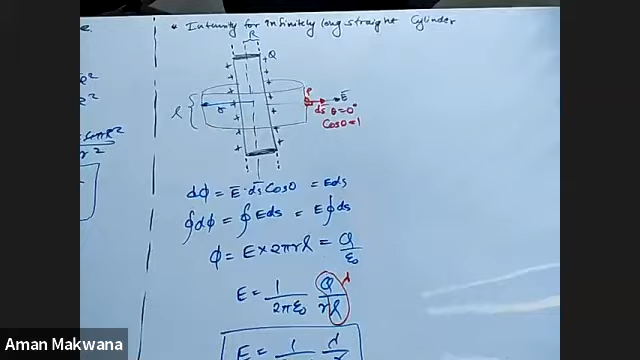 e.
* Intensity for infinitely long straight Cylinder
R
Q
l
r
P
E
ds θ=0°
Cosθ=1
dϕ = E·ds Cosθ = Eds
∮dϕ = ∮Eds = E∮ds
ϕ = E×2πrl = Q/ε0
E = 1/2πε0 Q/rl λ
E = 1 λ
Aman Makwana